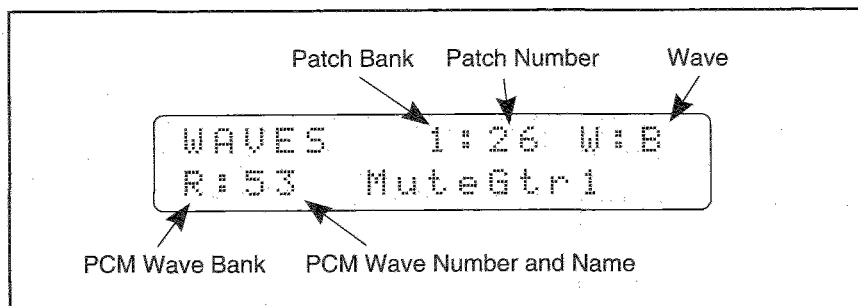 Patch Bank Patch Number Wave
WAVES 1:26 W:B
R:53 MuteGtr1
PCM Wave Bank PCM Wave Number and Name